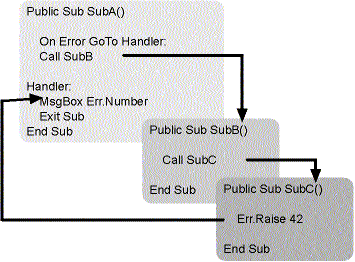 Public Sub SubA()
On Error GoTo Handler:
Call SubB
Handler:
MsgBox Err.Number
Exit Sub
End Sub
Public Sub SubB()
Call SubC
End Sub
Public Sub SubC()
Err.Raise 42
End Sub